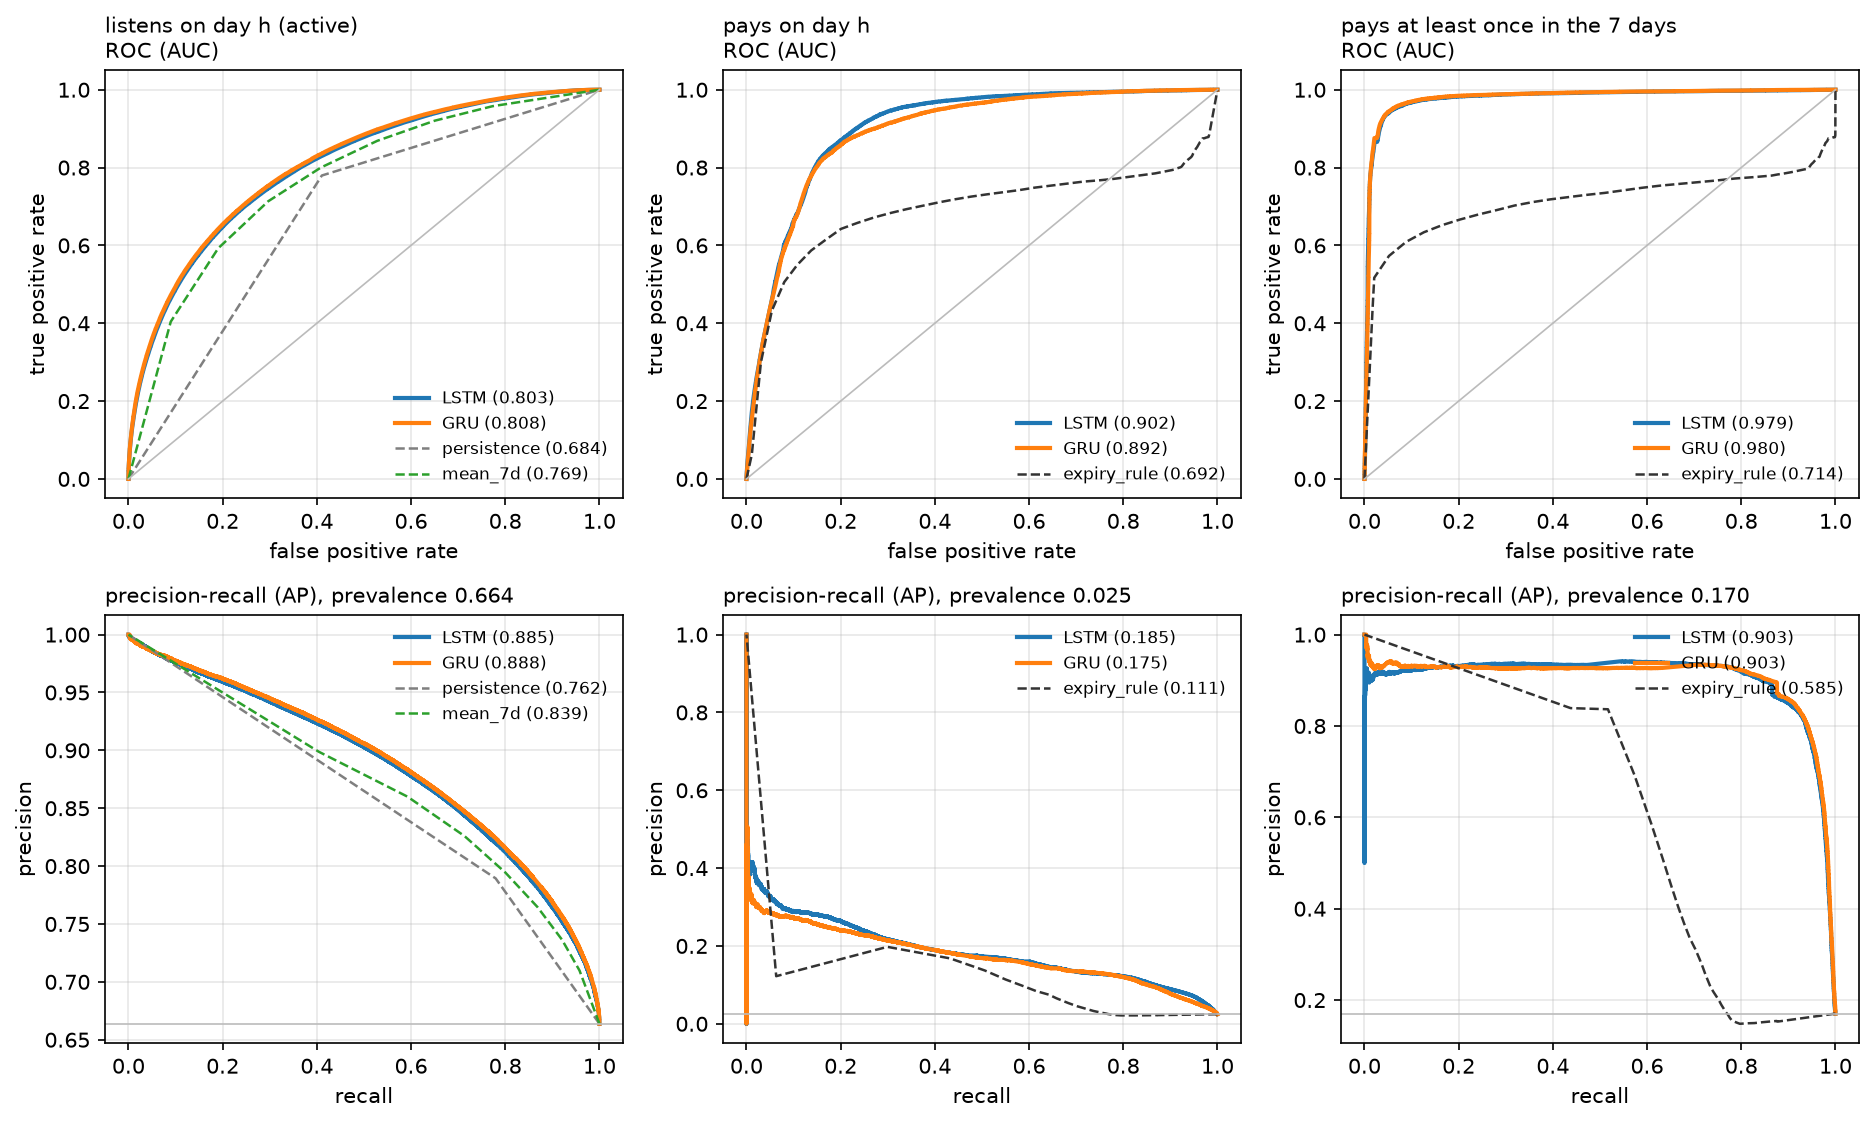 listens on day h (active)
ROC (AUC)
1.0
0.8
0.6
0.4
0.2
0.0
true positive rate
LSTM (0.803)
GRU (0.808)
persistence (0.684)
mean_7d (0.769)
0.0 0.2 0.4 0.6 0.8 1.0
false positive rate
pays on day h
ROC (AUC)
1.0
0.8
0.6
0.4
0.2
0.0
true positive rate
LSTM (0.902)
GRU (0.892)
expiry_rule (0.692)
0.0 0.2 0.4 0.6 0.8 1.0
false positive rate
pays at least once in the 7 days
ROC (AUC)
1.0
0.8
0.6
0.4
0.2
0.0
true positive rate
LSTM (0.979)
GRU (0.980)
expiry_rule (0.714)
0.0 0.2 0.4 0.6 0.8 1.0
false positive rate
precision-recall (AP), prevalence 0.664
1.00
0.95
0.90
0.85
0.80
0.75
0.70
0.65
precision
LSTM (0.885)
GRU (0.888)
persistence (0.762)
mean_7d (0.839)
0.0 0.2 0.4 0.6 0.8 1.0
recall
precision-recall (AP), prevalence 0.025
1.0
0.8
0.6
0.4
0.2
0.0
precision
LSTM (0.185)
GRU (0.175)
expiry_rule (0.111)
0.0 0.2 0.4 0.6 0.8 1.0
recall
precision-recall (AP), prevalence 0.170
1.0
0.8
0.6
0.4
0.2
precision
LSTM (0.903)
GRU (0.903)
expiry_rule (0.585)
0.0 0.2 0.4 0.6 0.8 1.0
recall